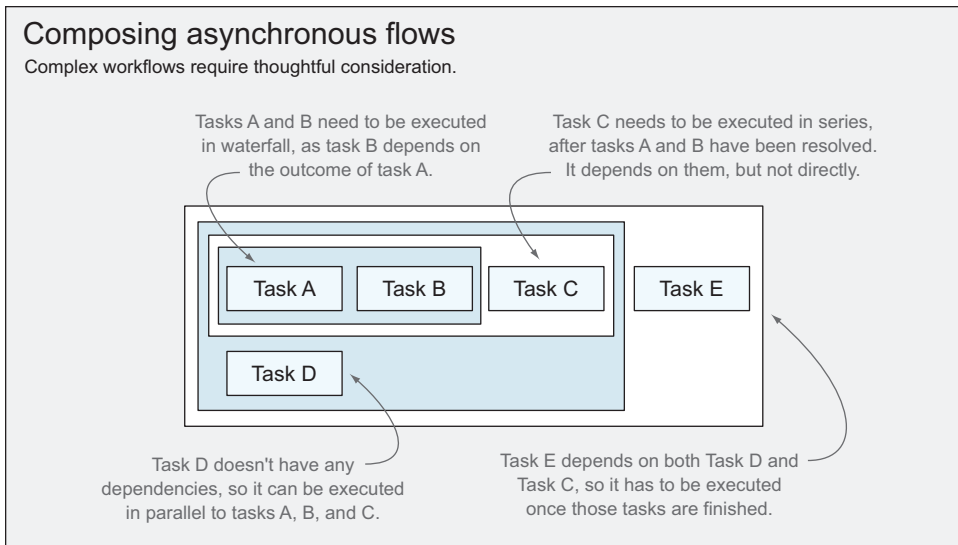 Composing asynchronous flows
Complex workflows require thoughtful consideration.
Tasks A and B need to be executed
in waterfall, as task B depends on
the outcome of task A.
Task C needs to be executed in series,
after tasks A and B have been resolved.
It depends on them, but not directly.
Task A
Task B
Task C
Task E
Task D
Task D doesn't have any
dependencies, so it can be executed
in parallel to tasks A, B, and C.
Task E depends on both Task D and
Task C, so it has to be executed
once those tasks are finished.